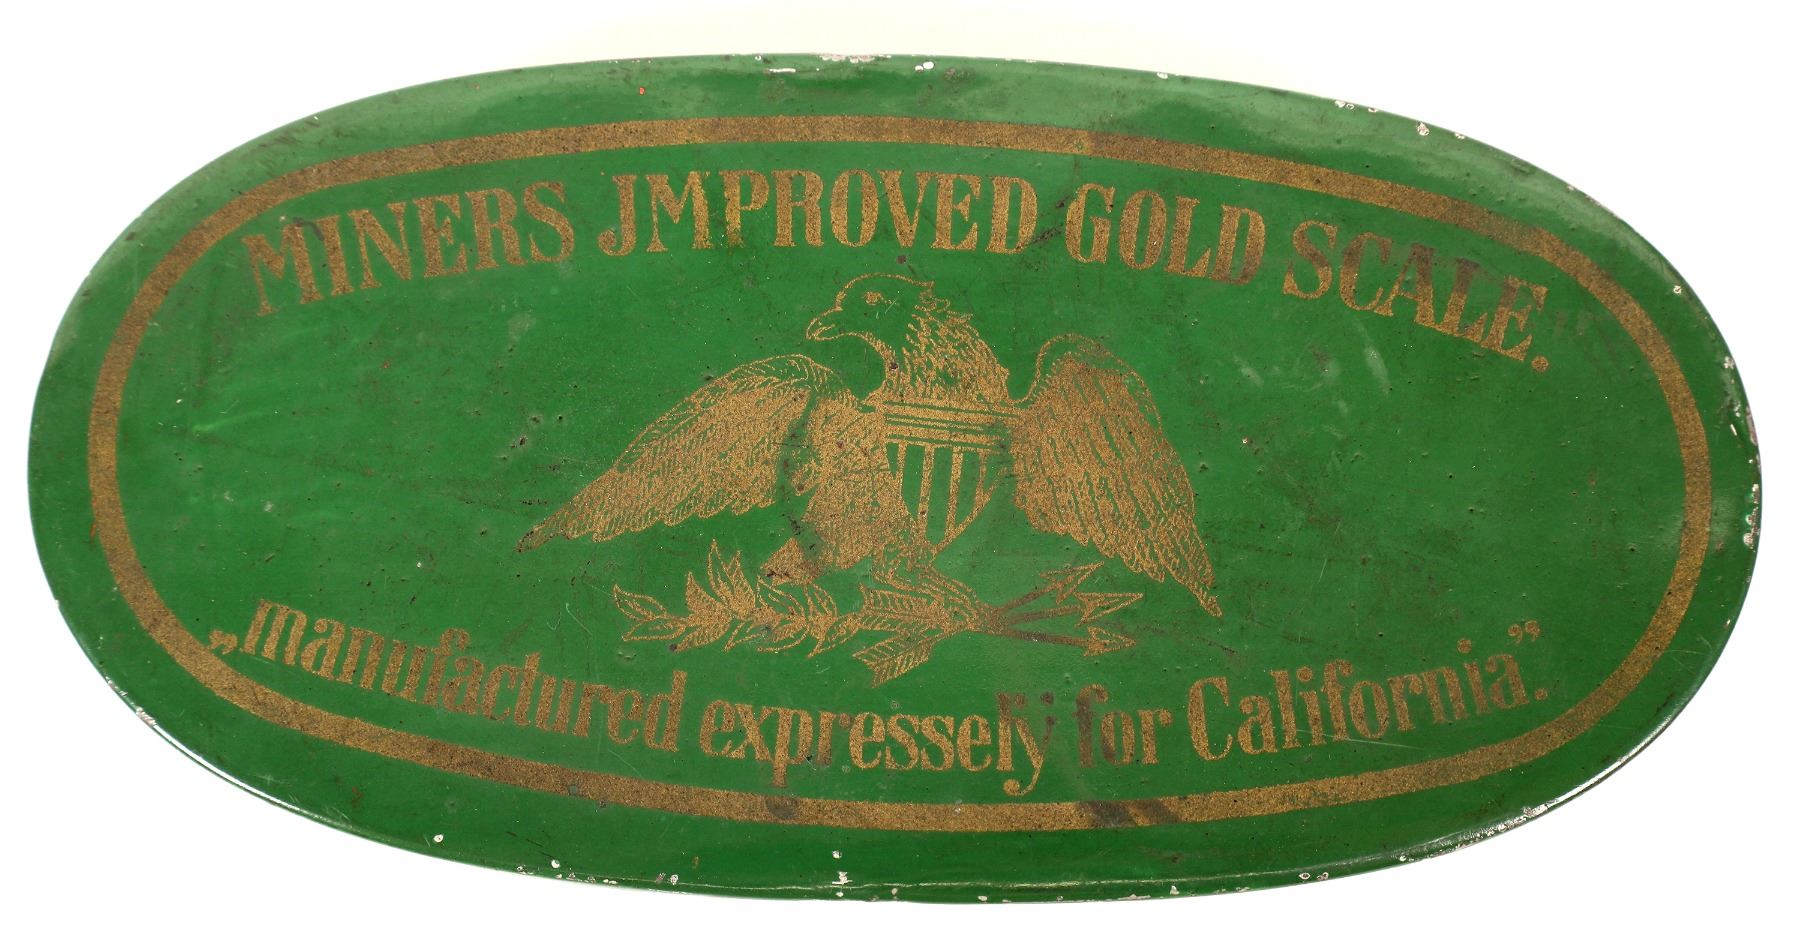 MINERS JMPROVED GOLD SCALE.
„manufactured expressely for California.”